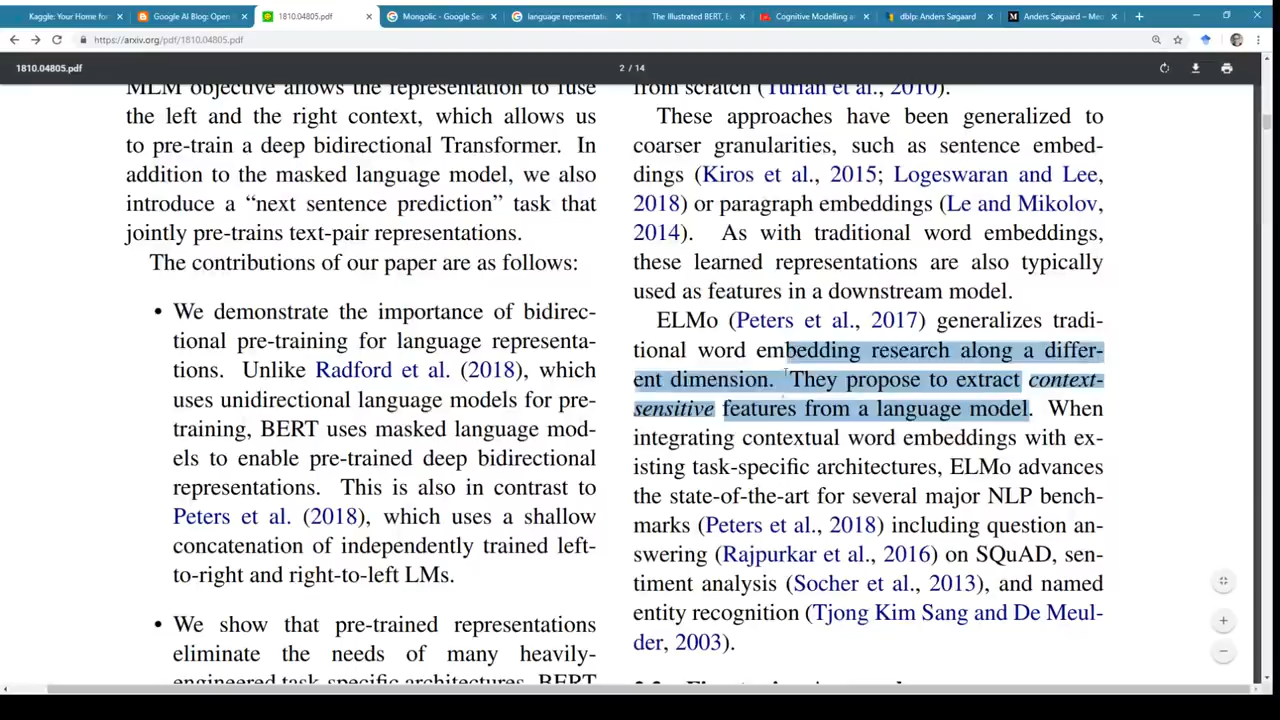 Kaggle: Your Home for
Google AI Blog: Open
1810.04805.pdf
Mongolic - Google Sea
language representatio
The Illustrated BERT, E
Cognitive Modelling a
dblp: Anders Søgaard
Anders Søgaard – Med
https://arxiv.org/pdf/1810.04805.pdf
1810.04805.pdf
2 / 14
MLM objective allows the representation to fuse
the left and the right context, which allows us
to pre-train a deep bidirectional Transformer. In
addition to the masked language model, we also
introduce a “next sentence prediction” task that
jointly pre-trains text-pair representations.
The contributions of our paper are as follows:
• We demonstrate the importance of bidirec-
tional pre-training for language representa-
tions. Unlike Radford et al. (2018), which
uses unidirectional language models for pre-
training, BERT uses masked language mod-
els to enable pre-trained deep bidirectional
representations. This is also in contrast to
Peters et al. (2018), which uses a shallow
concatenation of independently trained left-
to-right and right-to-left LMs.
• We show that pre-trained representations
eliminate the needs of many heavily-
engineered task-specific architectures. BERT
from scratch (Turian et al., 2010).
These approaches have been generalized to
coarser granularities, such as sentence embed-
dings (Kiros et al., 2015; Logeswaran and Lee,
2018) or paragraph embeddings (Le and Mikolov,
2014). As with traditional word embeddings,
these learned representations are also typically
used as features in a downstream model.
ELMo (Peters et al., 2017) generalizes tradi-
tional word embedding research along a differ-
ent dimension. They propose to extract context-
sensitive features from a language model. When
integrating contextual word embeddings with ex-
isting task-specific architectures, ELMo advances
the state-of-the-art for several major NLP bench-
marks (Peters et al., 2018) including question an-
swering (Rajpurkar et al., 2016) on SQuAD, sen-
timent analysis (Socher et al., 2013), and named
entity recognition (Tjong Kim Sang and De Meul-
der, 2003).